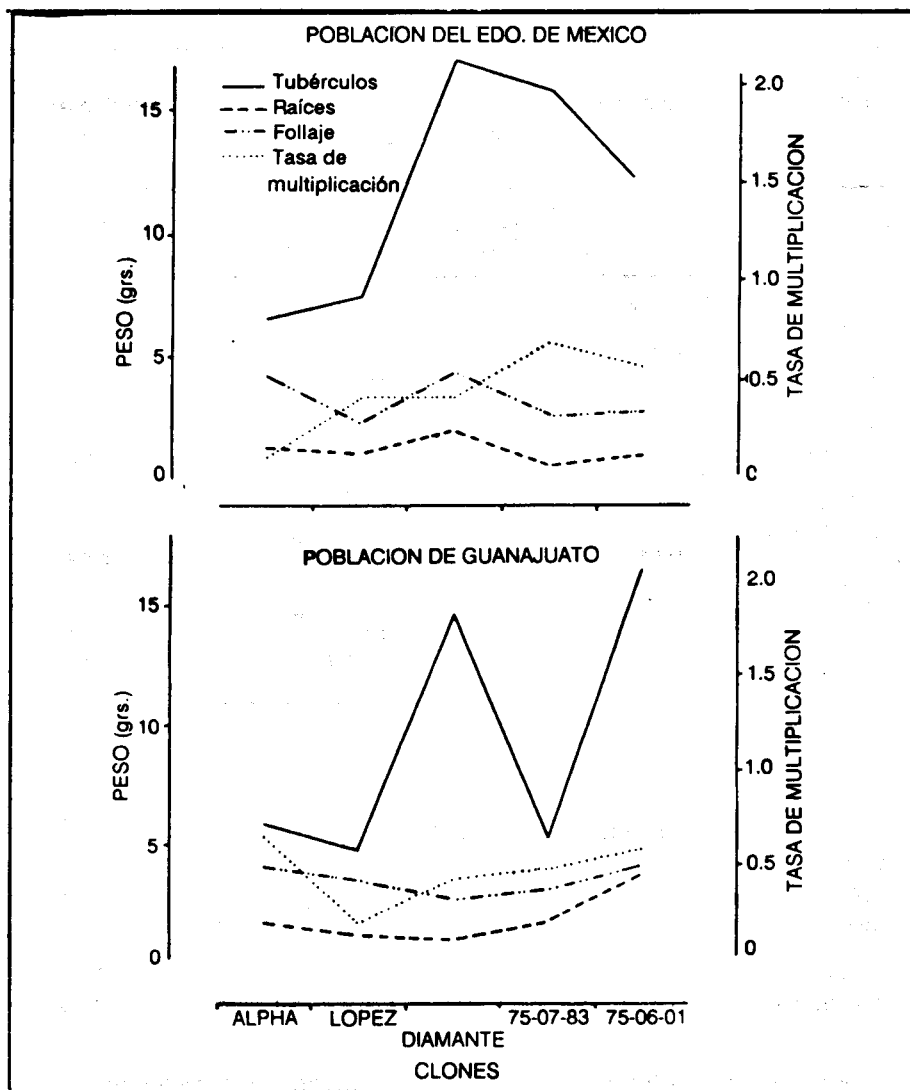 POBLACION DEL EDO. DE MEXICO
Tubérculos
Raíces
Follaje
Tasa de
multiplicación
PESO (grs.)
15
10
5
0
TASA DE MULTIPLICACION
2.0
1.5
1.0
0.5
0
POBLACION DE GUANAJUATO
PESO (grs.)
15
10
5
0
TASA DE MULTIPLICACION
2.0
1.5
1.0
0.5
0
ALPHA LOPEZ DIAMANTE 75-07-83 75-06-01
CLONES